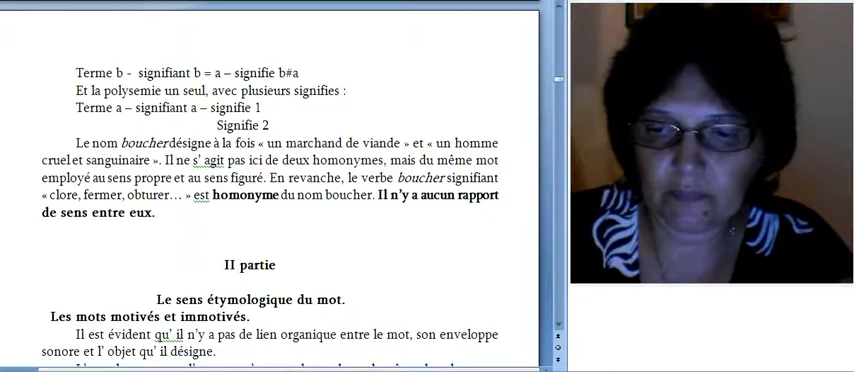 Terme b - signifiant b = a – signifie b#a
Et la polysemie un seul, avec plusieurs signifies :
Terme a – signifiant a – signifie 1
Signifie 2
Le nom boucher désigne à la fois « un marchand de viande » et « un homme
cruel et sanguinaire ». Il ne s’ agit pas ici de deux homonymes, mais du même mot
employé au sens propre et au sens figuré. En revanche, le verbe boucher signifiant
« clore, fermer, obturer… » est homonyme du nom boucher. Il n’y a aucun rapport
de sens entre eux.
II partie
Le sens étymologique du mot.
Les mots motivés et immotivés.
Il est évident qu’ il n’y a pas de lien organique entre le mot, son enveloppe
sonore et l’ objet qu’ il désigne.